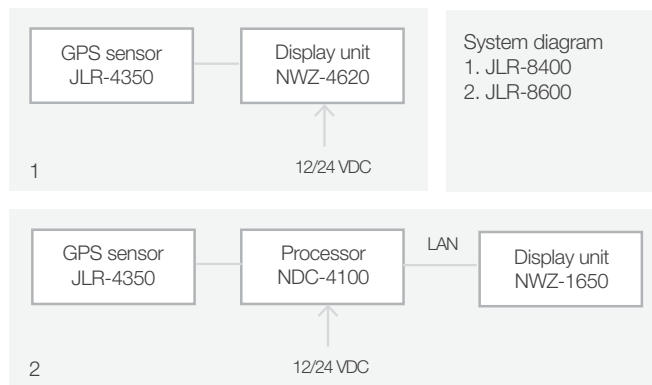 GPS sensor
JLR-4350
Display unit
NWZ-4620
12/24 VDC
1
System diagram
1. JLR-8400
2. JLR-8600
GPS sensor
JLR-4350
Processor
NDC-4100
LAN
Display unit
NWZ-1650
12/24 VDC
2